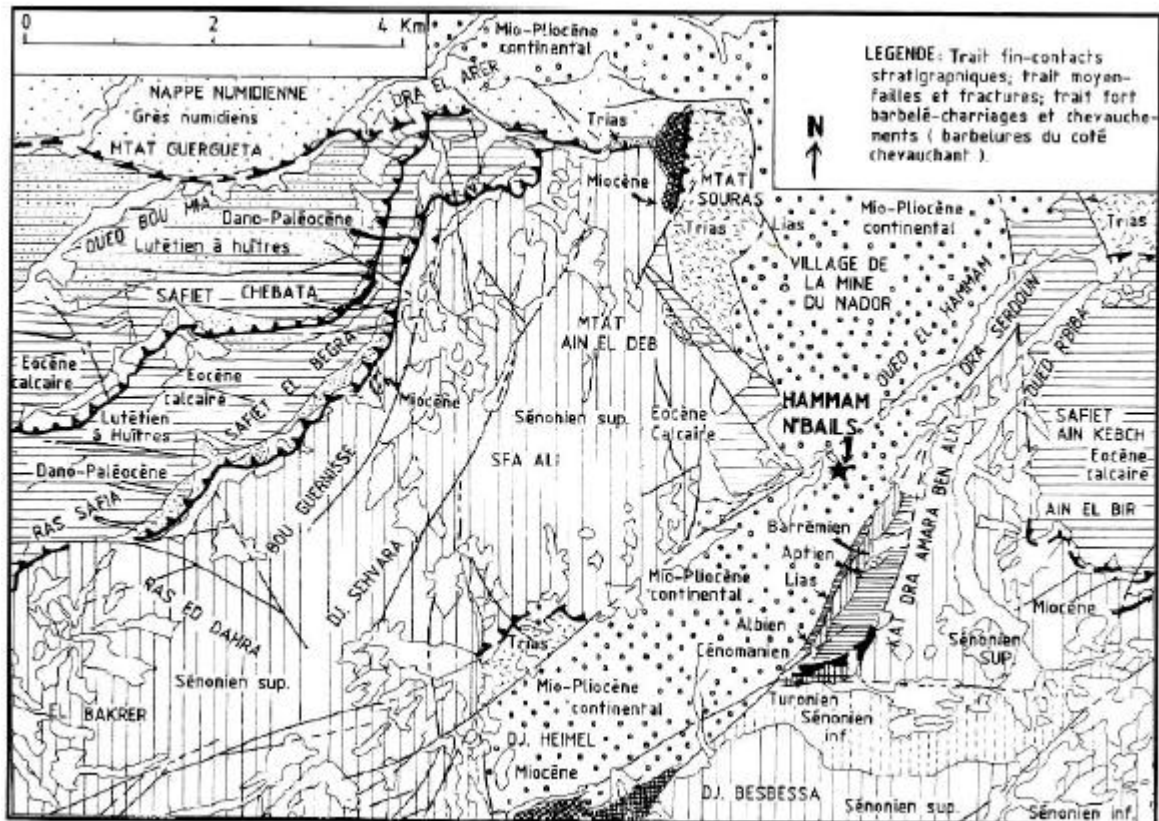 0 2 4 Km
Mio-Pliocène
continental
LEGENDE: Trait fin-contacts
stratigraphiques; trait moyen-
failles et fractures; trait fort
barbelé-charriages et chevauche-
ments ( barbelures du coté
chevauchant ).
N
NAPPE NUMIDIENNE
Grès numidiens
MTAT GUERGUETA
DRA EL ARER
Trias
Miocène
MTAT
SOURAS
Trias
Lias
Mio-Pliocène
continental
Trias
OUED BOU MIA
Dano-Paléocène
Lutétien à huîtres
VILLAGE DE
LA MINE
DU NADOR
SAFIET CHEBATA
MTAT
AIN EL DEB
OUED EL HAMMAM
DRA SERDOUN
OUED R'BIBA
Eocène
calcaire
Eocène
calcaire
SAFIET EL BEGRA
Miocène
Lutétien
à Huîtres
Sénonien sup.
Eocène
Calcaire
HAMMAM
N'BAILS
SAFIET
AIN KEBCH
Eocène
calcaire
Dano-Paléocène
SFA ALI
RAS SAFIA
BOU GUERNISSE
AIN EL BIR
Barrémien
Aptien
Lias
KAT DRA AMARA BEN ALI
Mio-Pliocène
continental
RAS ED DAHRA
DJ. SEHVARA
Albien
Miocène
Cénomanien
Trias
Sénonien
SUP.
Sénonien sup.
Mio-Pliocène
continental
Turonien
Sénonien
inf.
EL BAKRER
DJ. HEIMEL
Miocène
DJ. BESBESSA
Sénonien sup.
Sénonien inf.